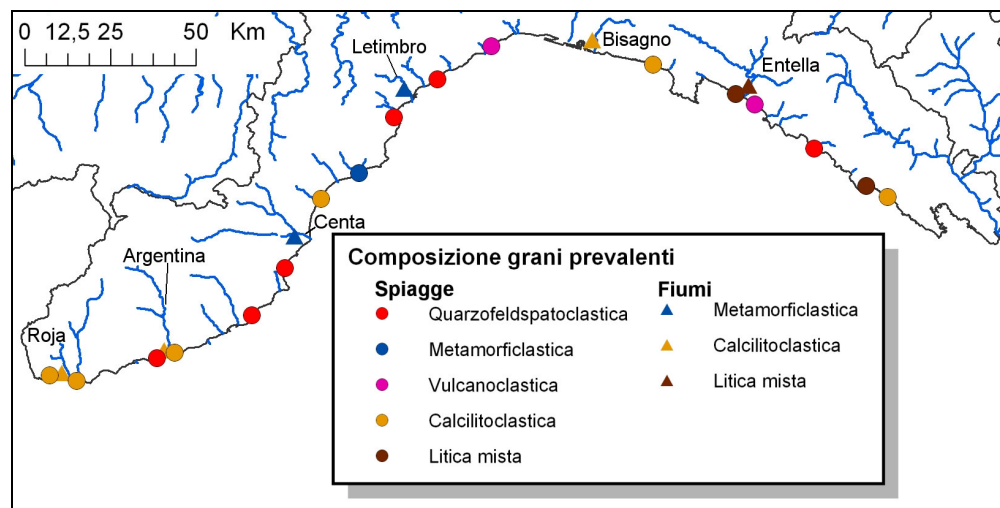 0 12,5 25 50 Km
Letimbro
Bisagno
Entella
Centa
Argentina
Roja
Composizione grani prevalenti
Spiagge
Quarzofeldspatoclastica
Metamorficlastica
Vulcanoclastica
Calcilitoclastica
Litica mista
Fiumi
Metamorficlastica
Calcilitoclastica
Litica mista